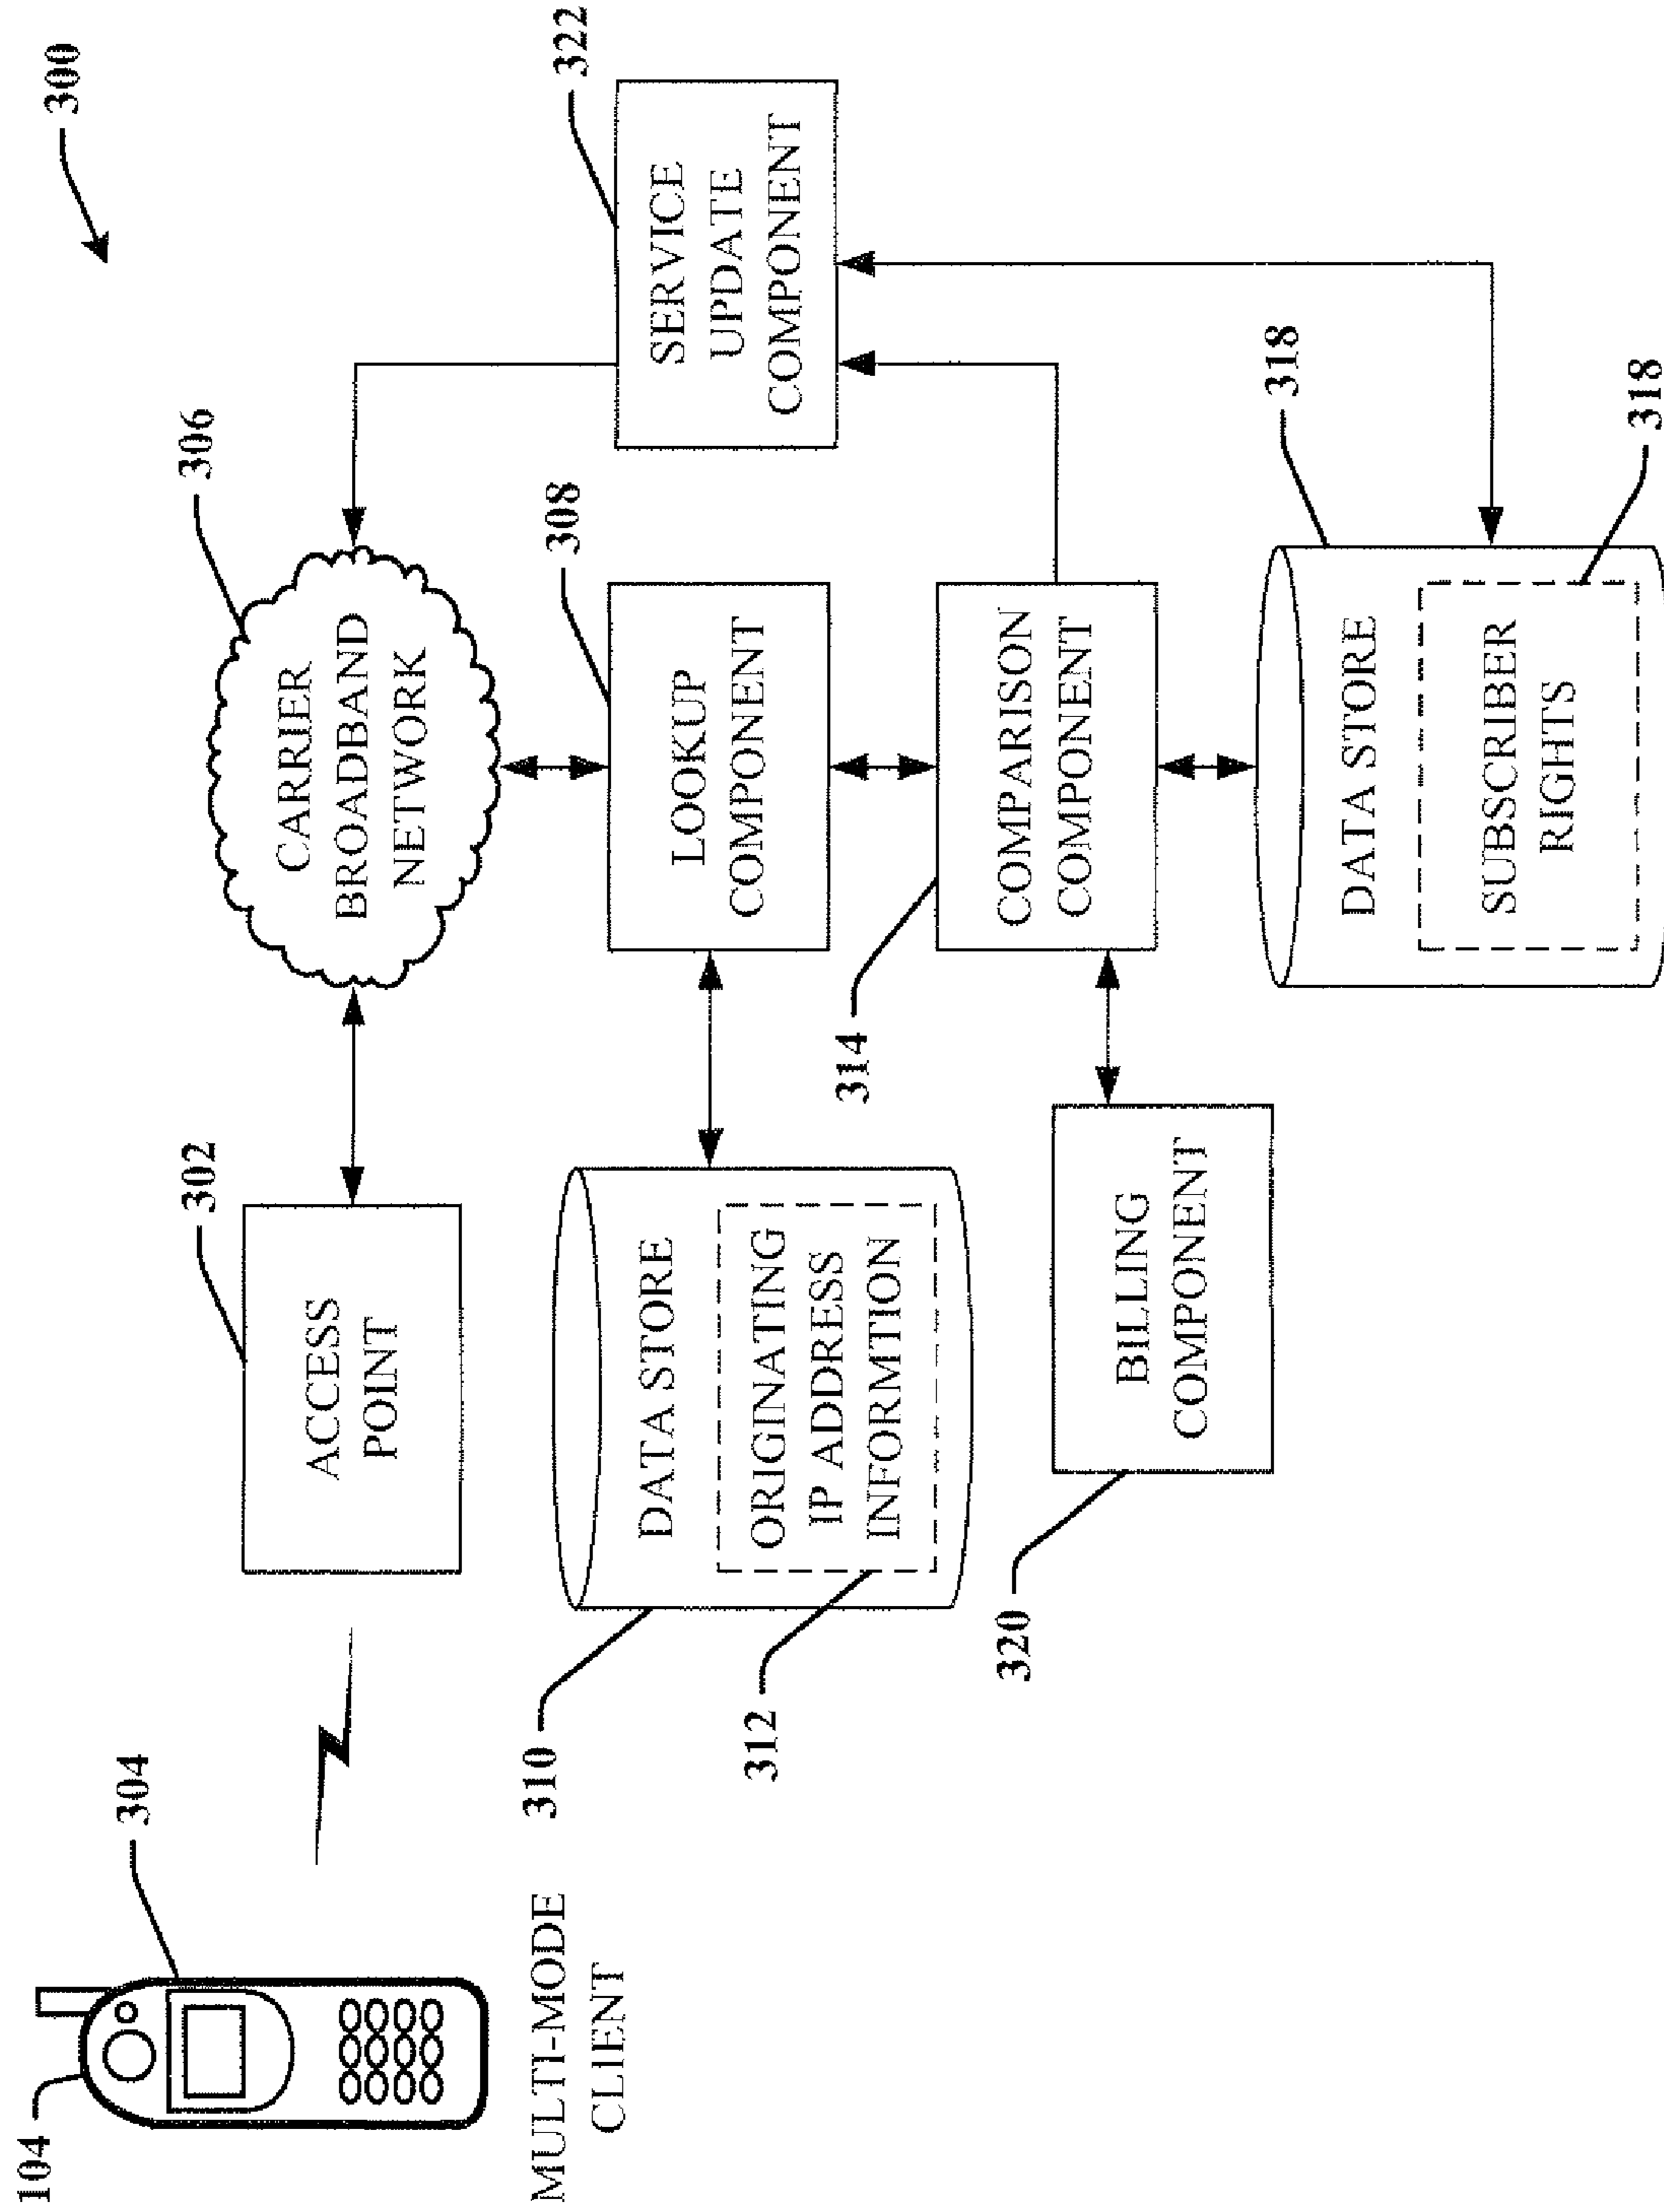 300
104
304
MULTI-MODE
CLIENT
302
ACCESS
POINT
306
CARRIER
BROADBAND
NETWORK
310
DATA STORE
312
ORIGINATING
IP ADDRESS
INFORMTION
308
LOOKUP
COMPONENT
322
SERVICE
UPDATE
COMPONENT
320
BILLING
COMPONENT
314
COMPARISON
COMPONENT
318
DATA STORE
318
SUBSCRIBER
RIGHTS